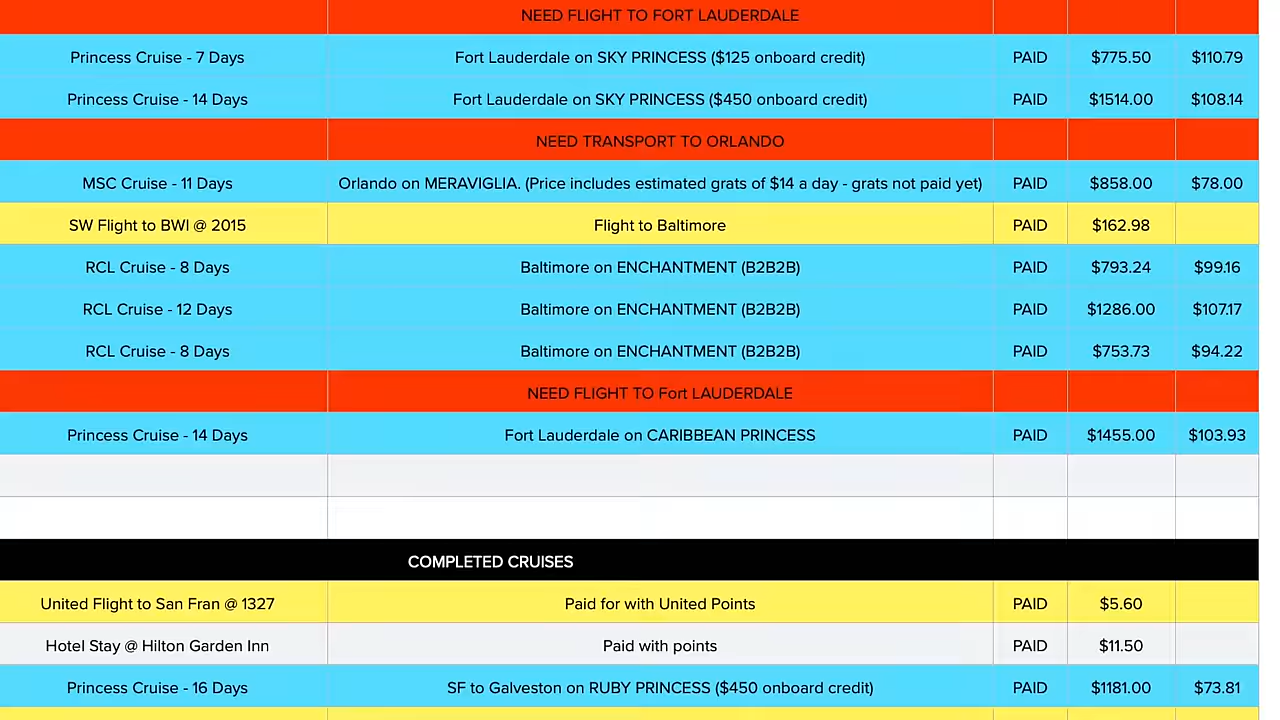 NEED FLIGHT TO FORT LAUDERDALE
Princess Cruise - 7 Days Fort Lauderdale on SKY PRINCESS ($125 onboard credit) PAID $775.50 $110.79
Princess Cruise - 14 Days Fort Lauderdale on SKY PRINCESS ($450 onboard credit) PAID $1514.00 $108.14
NEED TRANSPORT TO ORLANDO
MSC Cruise - 11 Days Orlando on MERAVIGLIA. (Price includes estimated grats of $14 a day - grats not paid yet) PAID $858.00 $78.00
SW Flight to BWI @ 2015 Flight to Baltimore PAID $162.98
RCL Cruise - 8 Days Baltimore on ENCHANTMENT (B2B2B) PAID $793.24 $99.16
RCL Cruise - 12 Days Baltimore on ENCHANTMENT (B2B2B) PAID $1286.00 $107.17
RCL Cruise - 8 Days Baltimore on ENCHANTMENT (B2B2B) PAID $753.73 $94.22
NEED FLIGHT TO Fort LAUDERDALE
Princess Cruise - 14 Days Fort Lauderdale on CARIBBEAN PRINCESS PAID $1455.00 $103.93
COMPLETED CRUISES
United Flight to San Fran @ 1327 Paid for with United Points PAID $5.60
Hotel Stay @ Hilton Garden Inn Paid with points PAID $11.50
Princess Cruise - 16 Days SF to Galveston on RUBY PRINCESS ($450 onboard credit) PAID $1181.00 $73.81